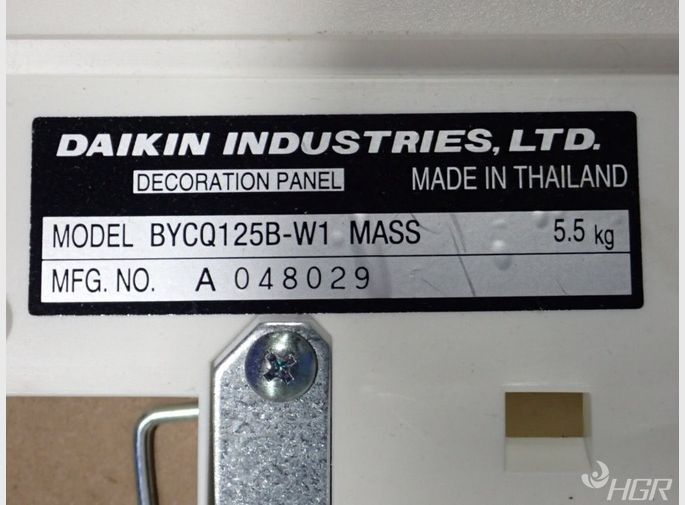 DAIKIN INDUSTRIES, LTD.
DECORATION PANEL MADE IN THAILAND
MODEL BYCQ125B-W1 MASS 5.5 kg
MFG. NO. A 048029
HGR